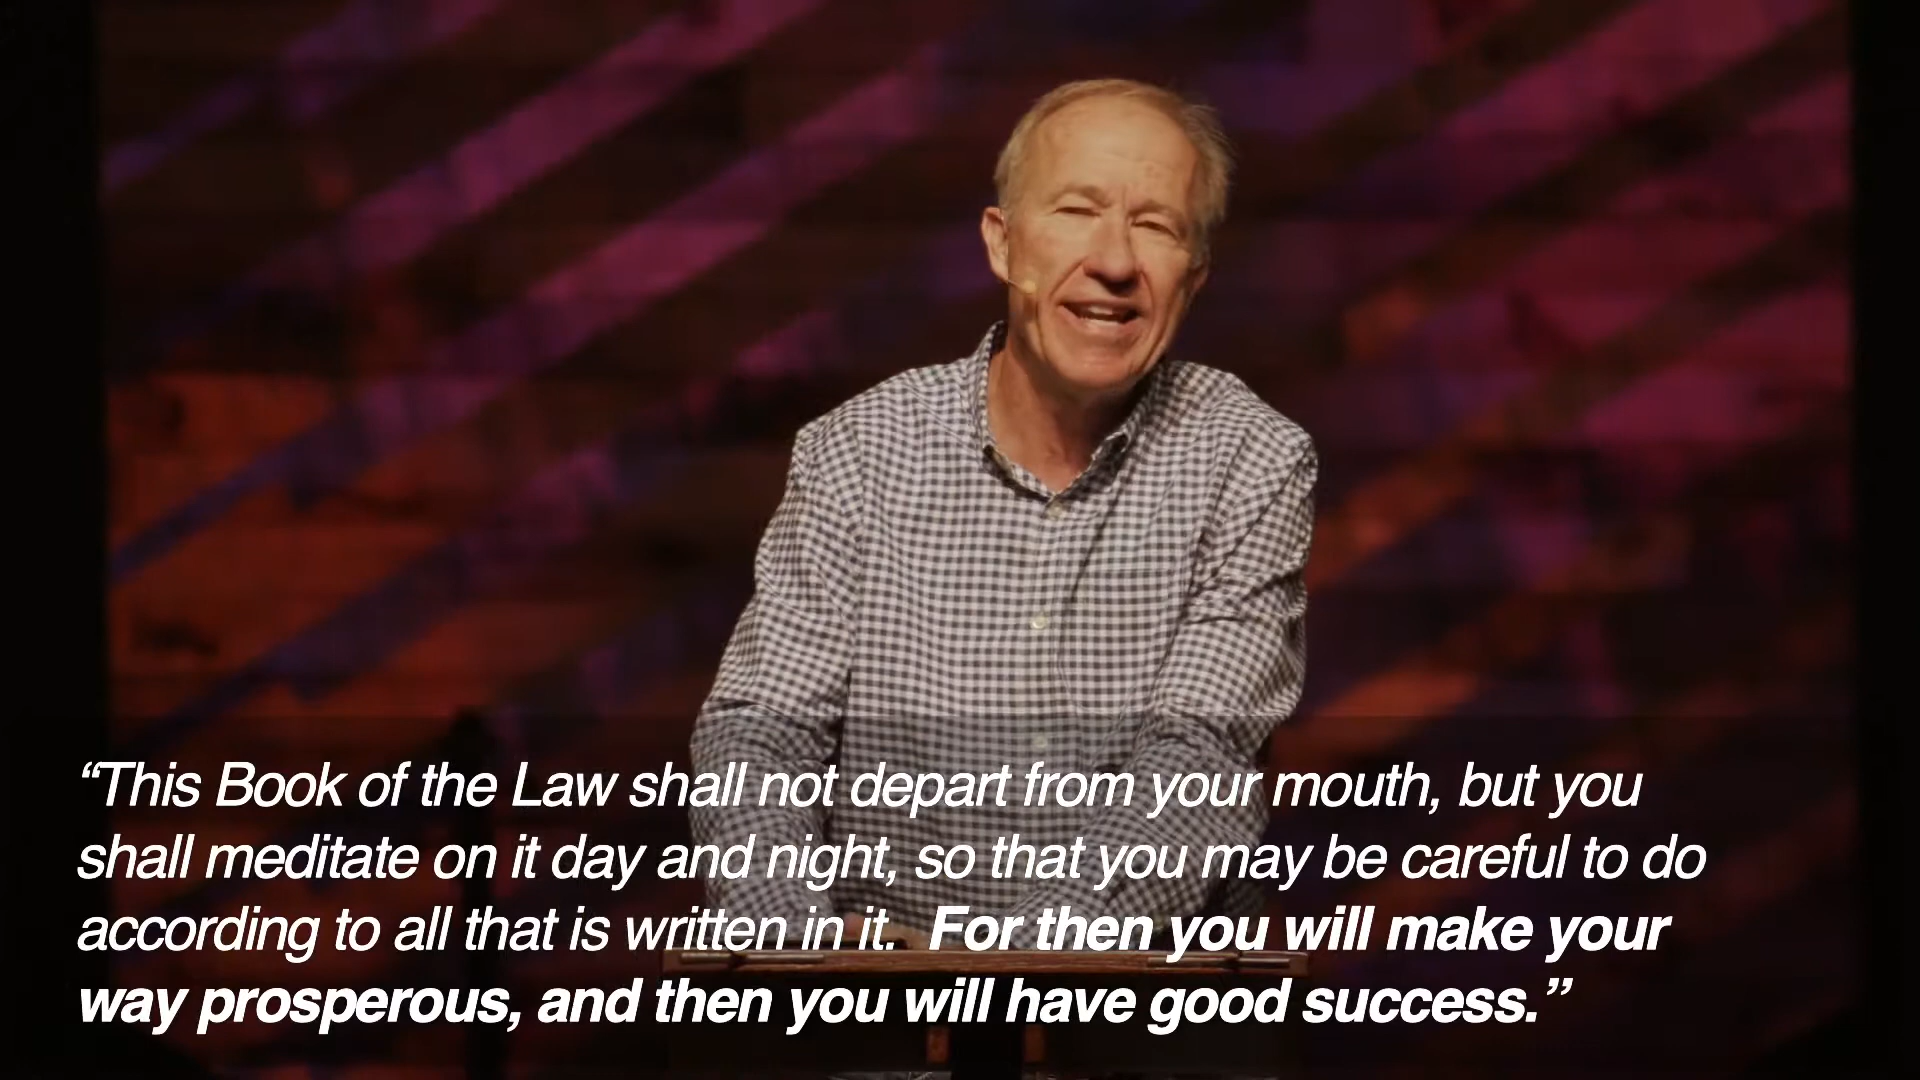 “This Book of the Law shall not depart from your mouth, but you
shall meditate on it day and night, so that you may be careful to do
according to all that is written in it.  For then you will make your
way prosperous, and then you will have good success.”